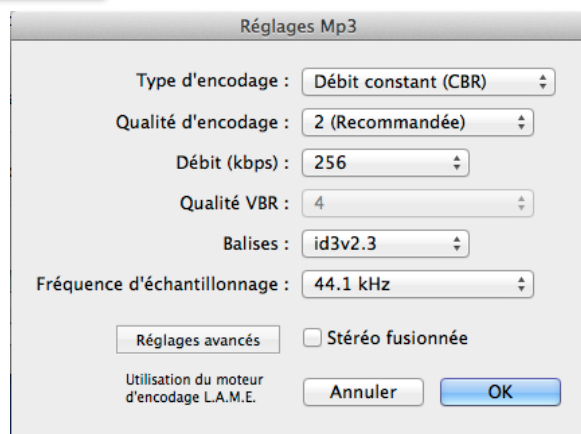 Réglages Mp3
Type d'encodage : Débit constant (CBR)
Qualité d'encodage : 2 (Recommandée)
Débit (kbps) : 256
Qualité VBR : 4
Balises : id3v2.3
Fréquence d'échantillonnage : 44.1 kHz
Réglages avancés Stéréo fusionnée
Utilisation du moteur
d'encodage L.A.M.E.
Annuler OK